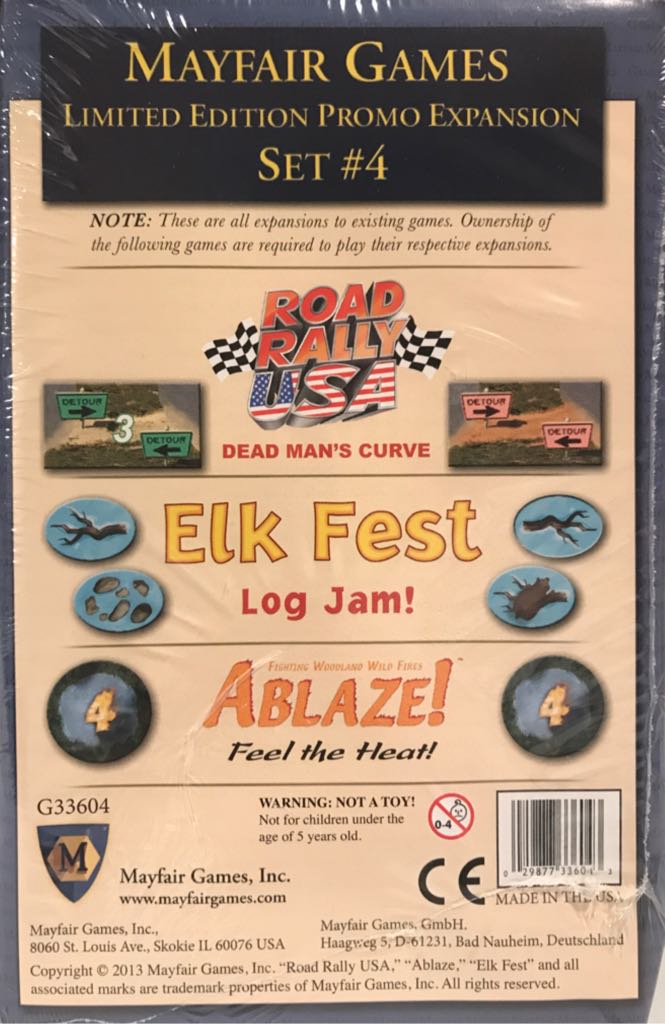 MAYFAIR GAMES
LIMITED EDITION PROMO EXPANSION
SET #4
NOTE: These are all expansions to existing games. Ownership of
the following games are required to play their respective expansions.
ROAD
RALLY
USA
DETOUR
3
DETOUR
DETOUR
DETOUR
DEAD MAN'S CURVE
Elk Fest
Log Jam!
FIGHTING WOODLAND WILD FIRES
ABLAZE!
Feel the Heat!
4
4
G33604
WARNING: NOT A TOY!
Not for children under the
age of 5 years old.
0-4
M
Mayfair Games, Inc.
www.mayfairgames.com
CE
0 29877 33604 3
MADE IN THE USA
Mayfair Games, Inc.,
8060 St. Louis Ave., Skokie IL 60076 USA
Mayfair Games, GmbH.
Haagweg 5, D-61231, Bad Nauheim, Deutschland
Copyright © 2013 Mayfair Games, Inc. "Road Rally USA," "Ablaze," "Elk Fest" and all
associated marks are trademark properties of Mayfair Games, Inc. All rights reserved.